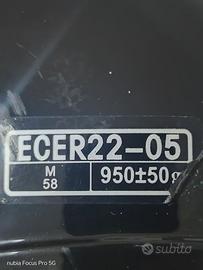 ECER22-05
M
58
950±50g
subito
nubia Focus Pro 5G